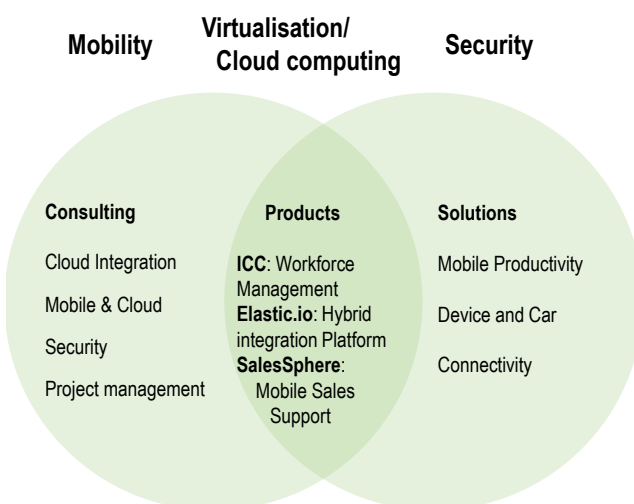 Mobility
Virtualisation/
Cloud computing
Security
Consulting
Cloud Integration
Mobile & Cloud
Security
Project management
Products
ICC: Workforce
Management
Elastic.io: Hybrid
integration Platform
SalesSphere:
Mobile Sales
Support
Solutions
Mobile Productivity
Device and Car
Connectivity